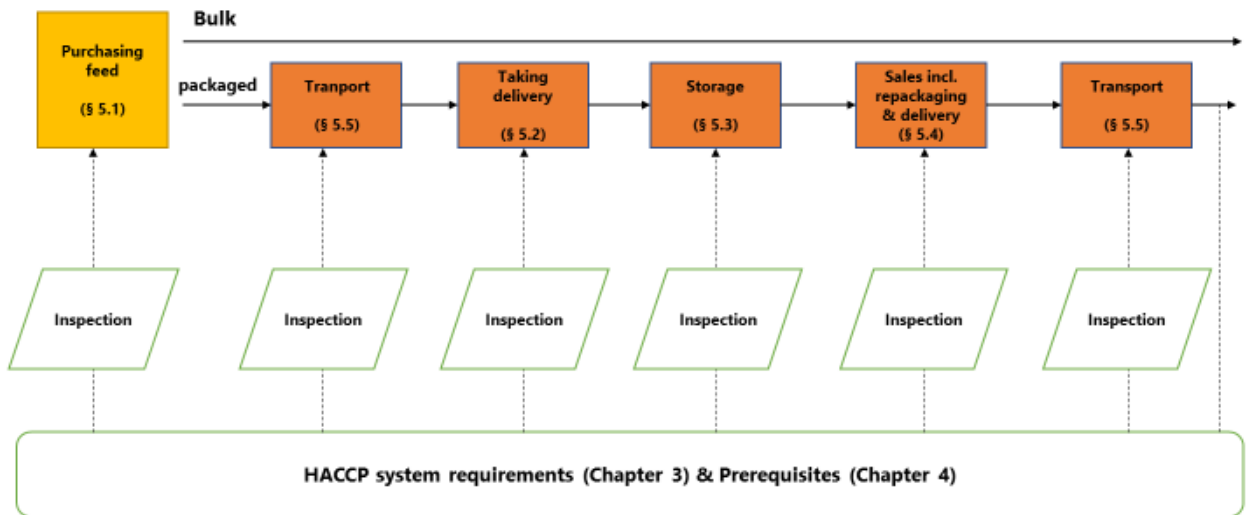 Bulk
Purchasing
feed
(§ 5.1)
packaged
Tranport
(§ 5.5)
Taking
delivery
(§ 5.2)
Storage
(§ 5.3)
Sales incl.
repackaging
& delivery
(§ 5.4)
Transport
(§ 5.5)
Inspection
Inspection
Inspection
Inspection
Inspection
Inspection
HACCP system requirements (Chapter 3) & Prerequisites (Chapter 4)